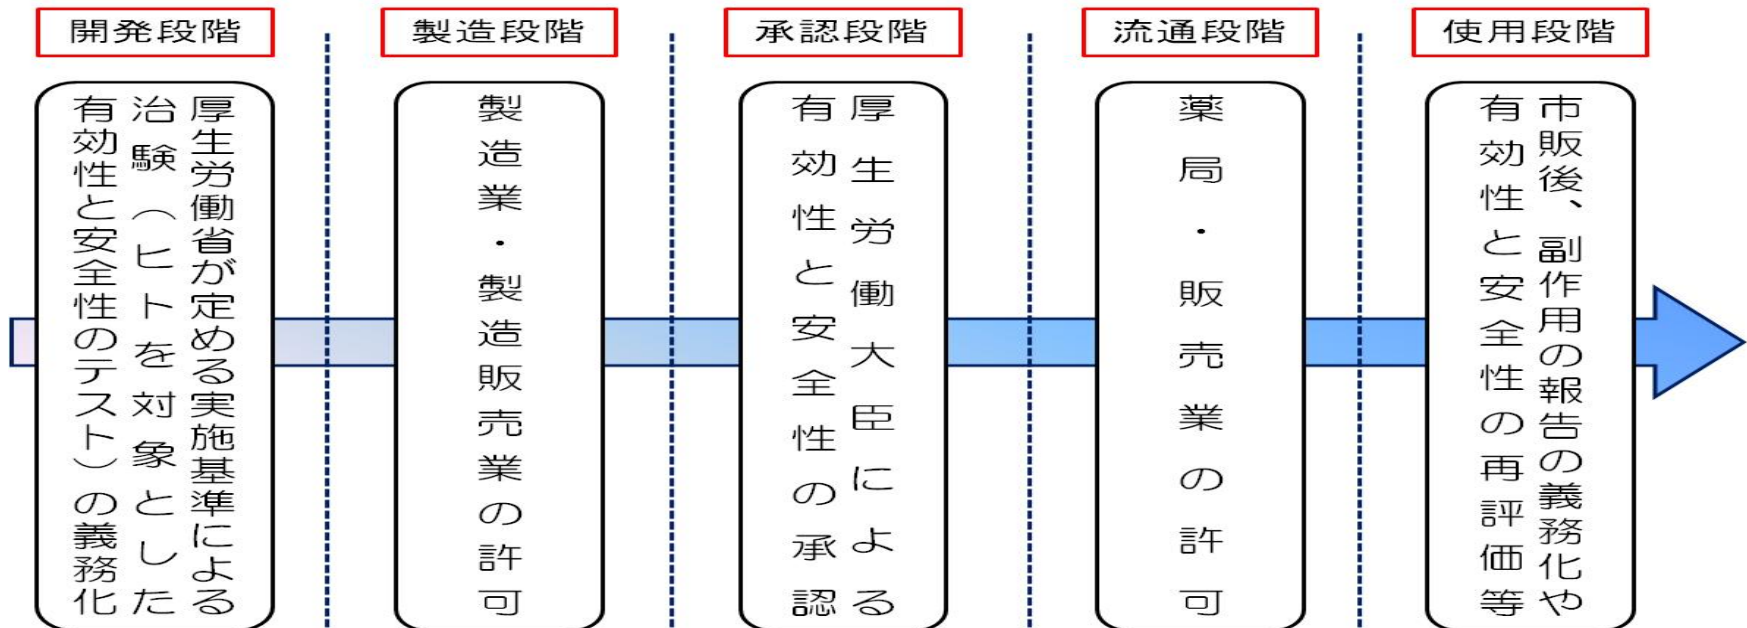 開発段階
厚生労働省が定める実施基準による
治験（ヒトを対象とした
有効性と安全性のテスト）の義務化
製造段階
製造業・製造販売業の許可
承認段階
厚生労働大臣による
有効性と安全性の承認
流通段階
薬局・販売業の許可
使用段階
市販後、副作用の報告の義務化や
有効性と安全性の再評価等